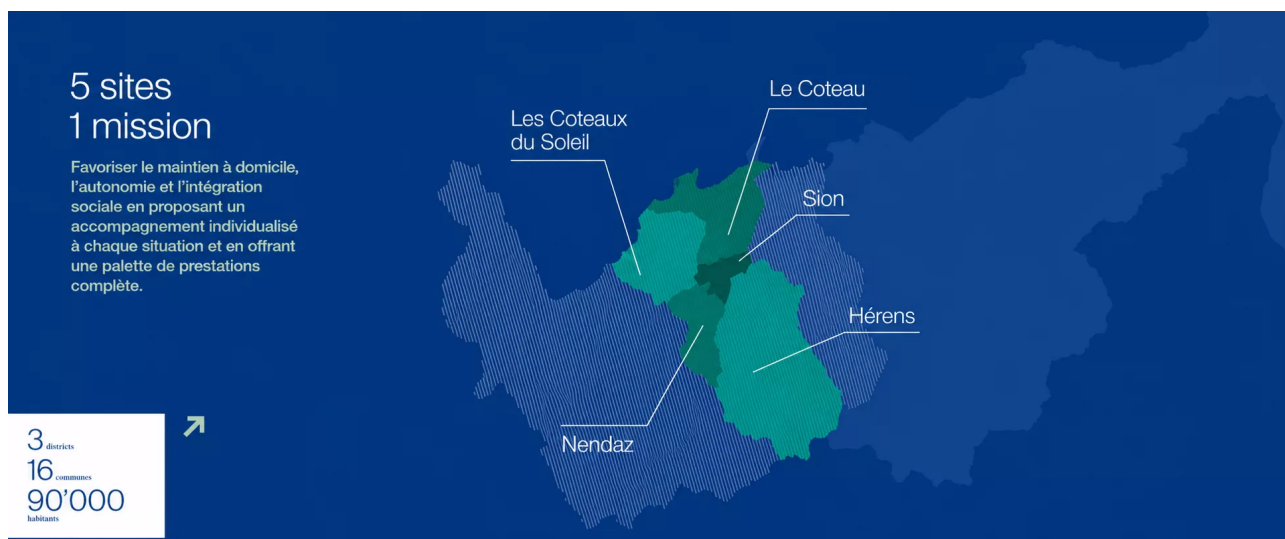 5 sites
1 mission
Favoriser le maintien à domicile,
l'autonomie et l'intégration
sociale en proposant un
accompagnement individualisé
à chaque situation et en offrant
une palette de prestations
complète.
Les Coteaux
du Soleil
Le Coteau
Sion
Hérens
Nendaz
3 districts
16 communes
90'000
habitants